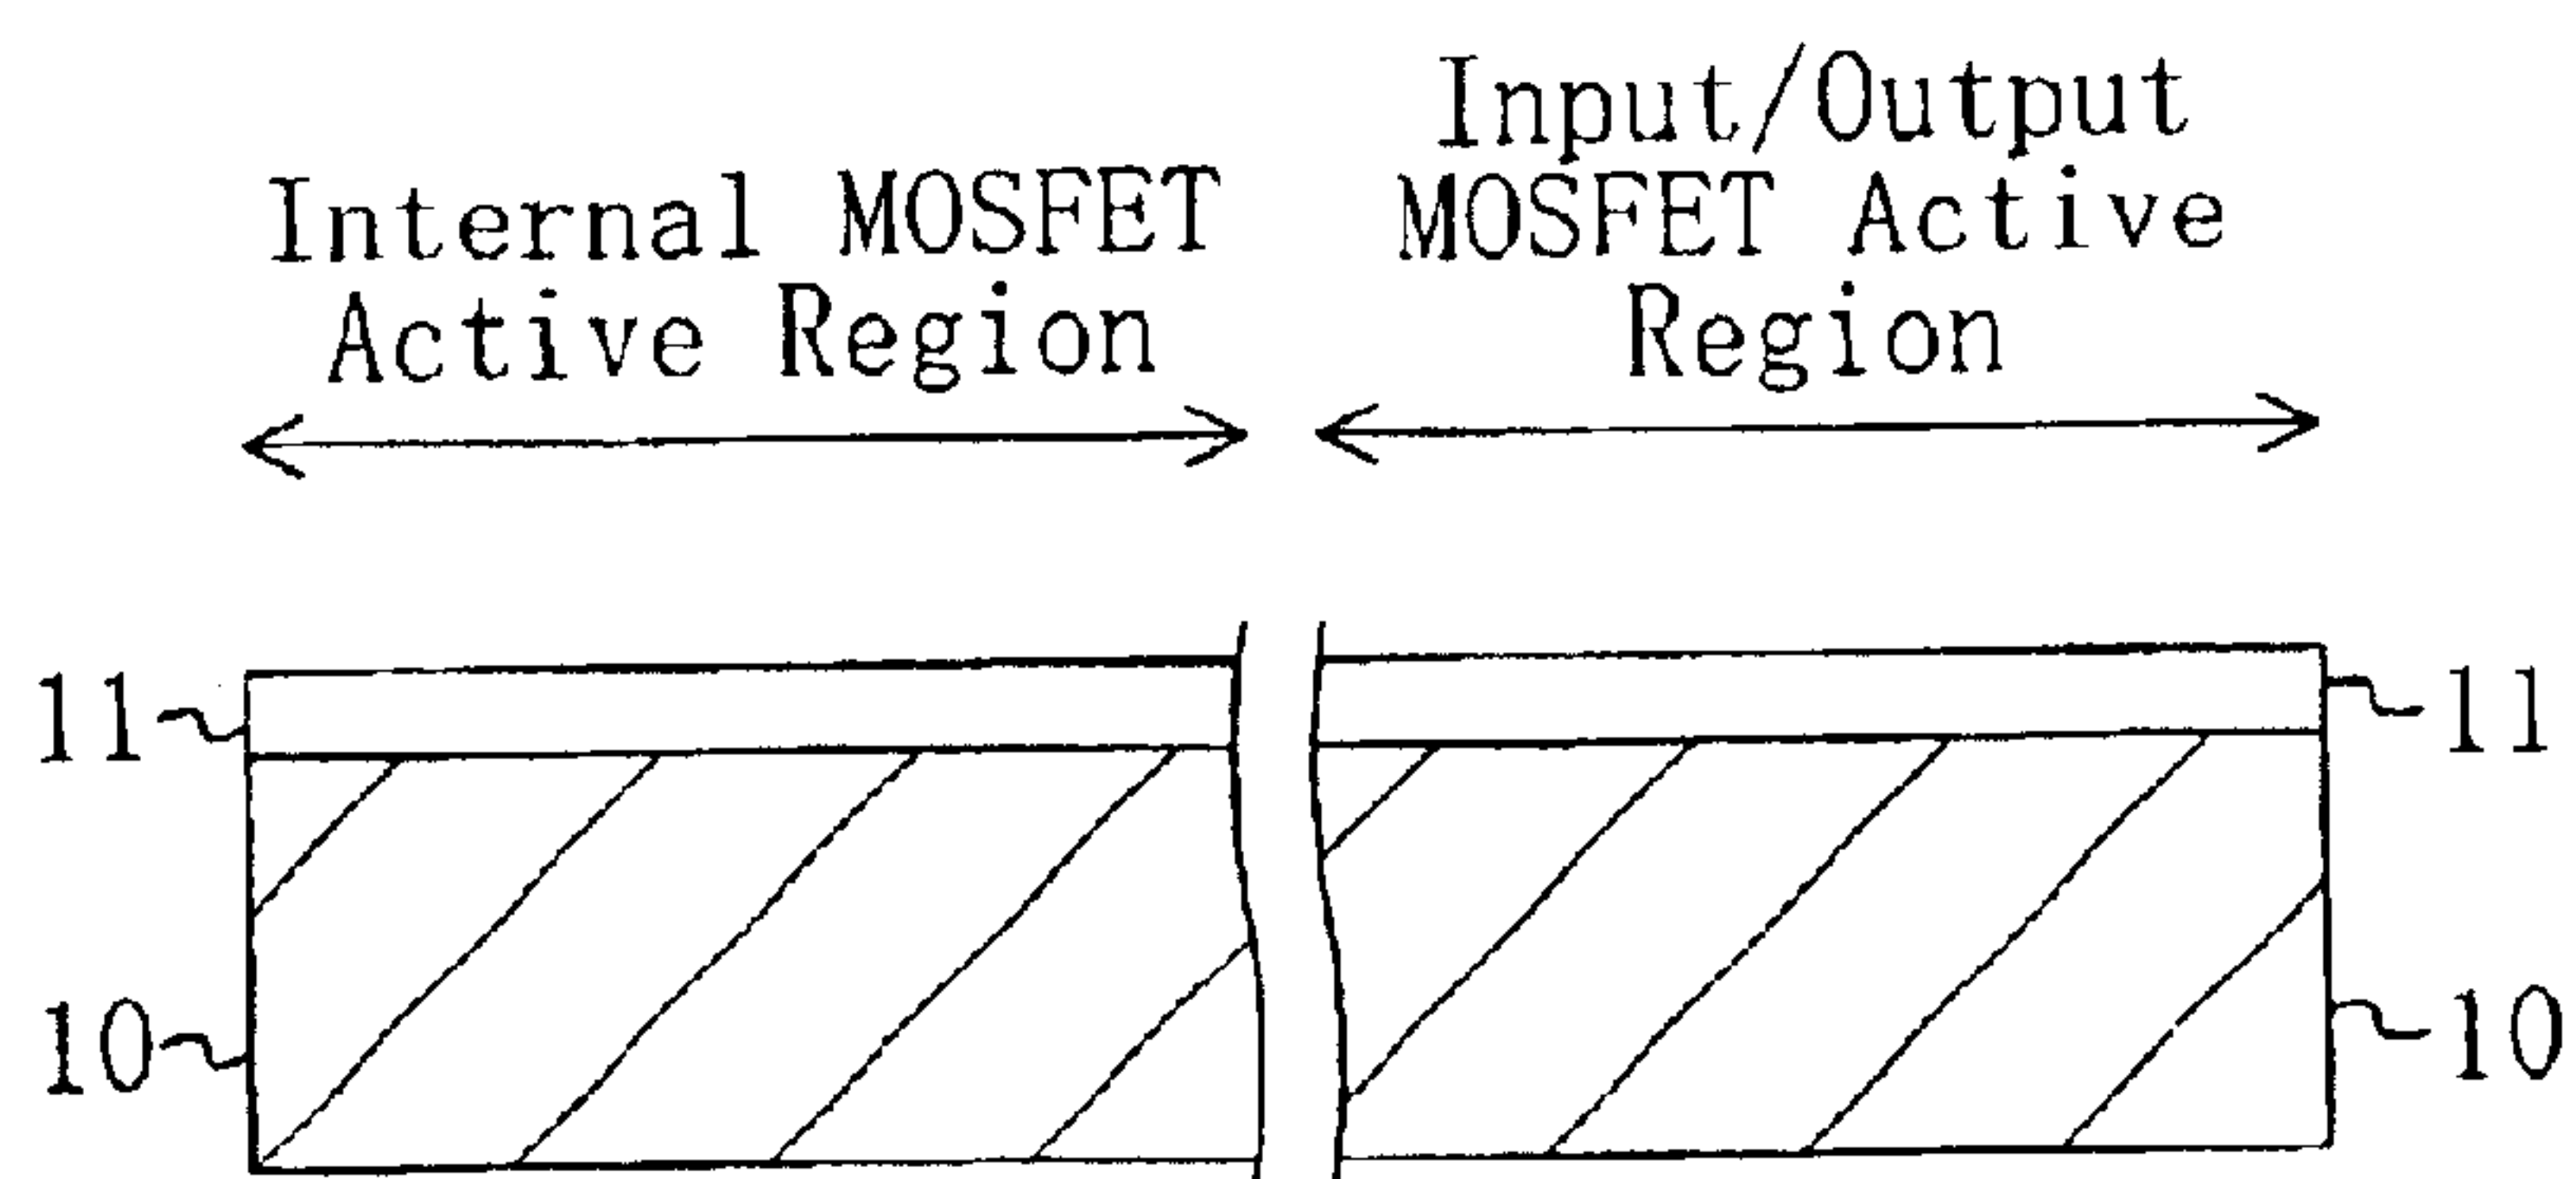 Internal MOSFET
Active Region
Input/Output
MOSFET Active
Region
11
11
10
10